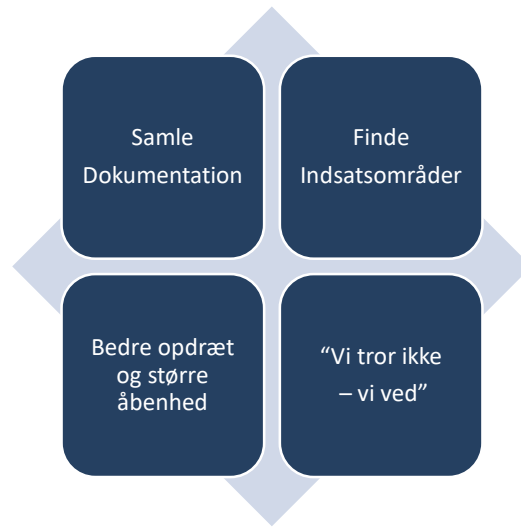 Samle
Dokumentation
Finde
Indsatsområder
Bedre opdræt
og større
åbenhed
“Vi tror ikke
– vi ved”